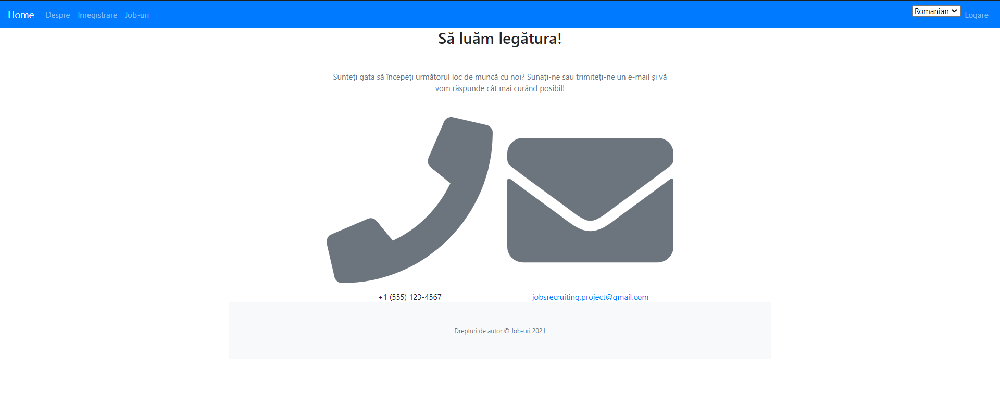 Home Despre Inregistrare Job-uri Romanian Logare
Să luăm legătura!
Sunteți gata să începeți următorul loc de muncă cu noi? Sunați-ne sau trimiteți-ne un e-mail și vă
vom răspunde cât mai curând posibil!
+1 (555) 123-4567 jobsrecruiting.project@gmail.com
Drepturi de autor © Job-uri 2021